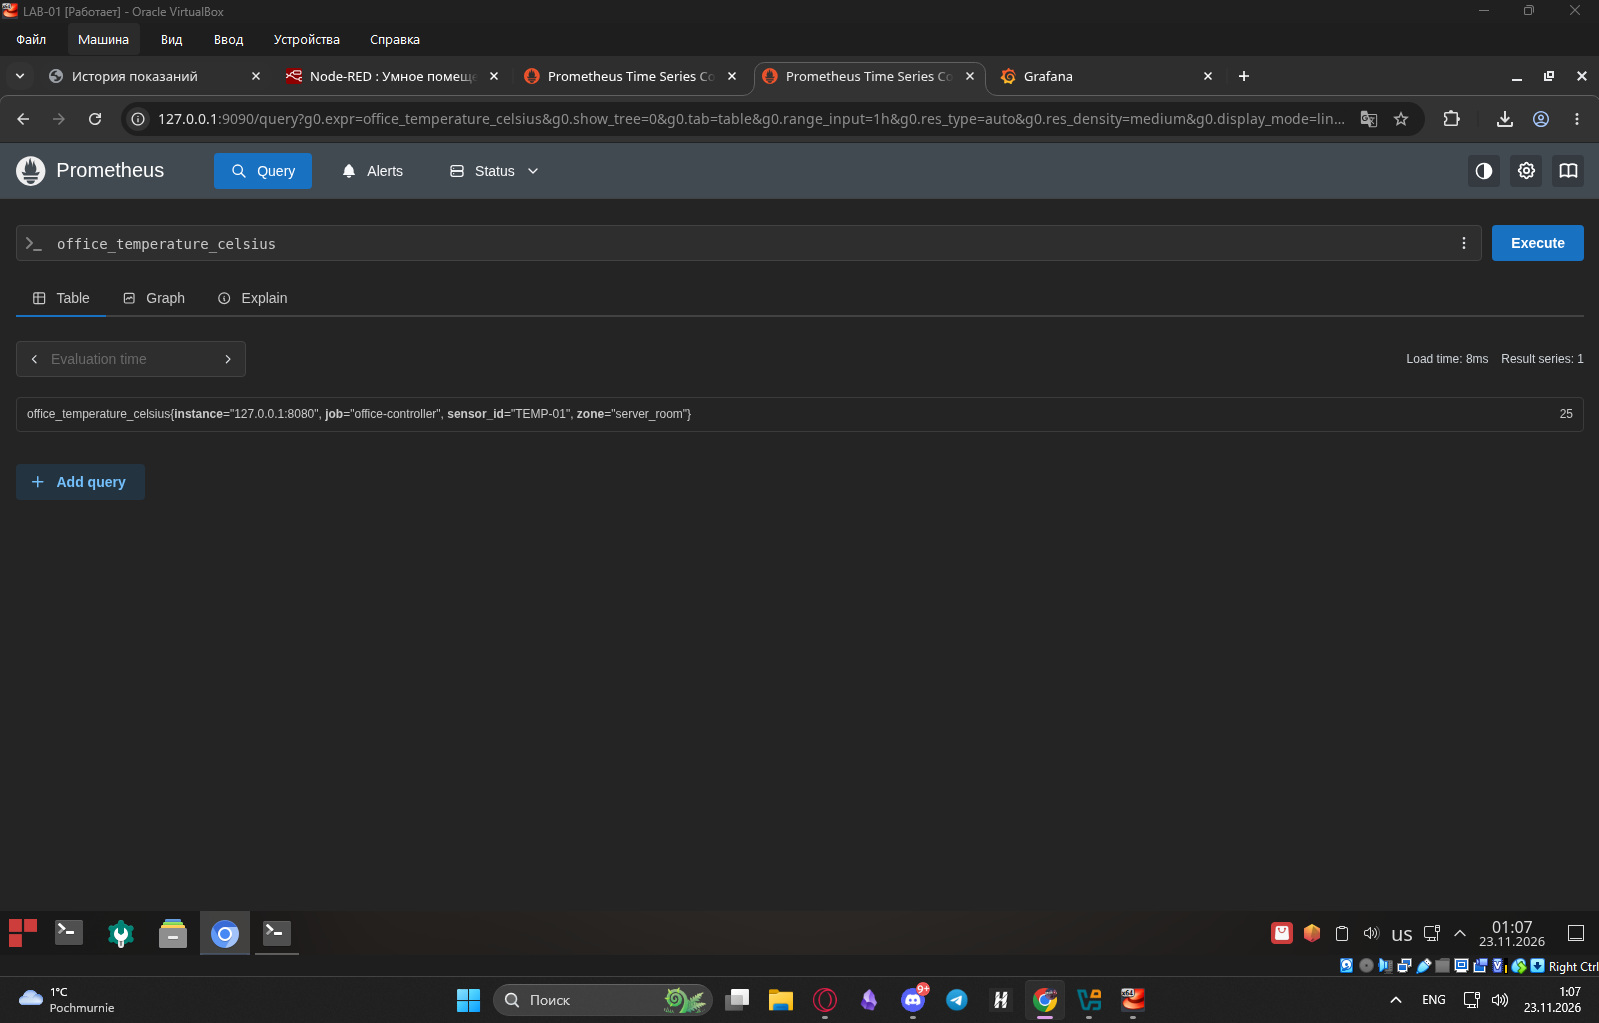 LAB-01 [Работает] - Oracle VirtualBox
Файл Машина Вид Ввод Устройства Справка
История показаний Node-RED : Умное помеще Prometheus Time Series Co Prometheus Time Series Co Grafana
127.0.0.1:9090/query?g0.expr=office_temperature_celsius&g0.show_tree=0&g0.tab=table&g0.range_input=1h&g0.res_type=auto&g0.res_density=medium&g0.display_mode=lin...
Prometheus Query Alerts Status
>_ office_temperature_celsius Execute
Table Graph Explain
Evaluation time Load time: 8ms Result series: 1
office_temperature_celsius{instance="127.0.0.1:8080", job="office-controller", sensor_id="TEMP-01", zone="server_room"} 25
+ Add query
us 01:07
23.11.2026
Right Ctrl
1°C
Pochmurnie
Поиск
9+
x64
ENG
1:07
23.11.2026